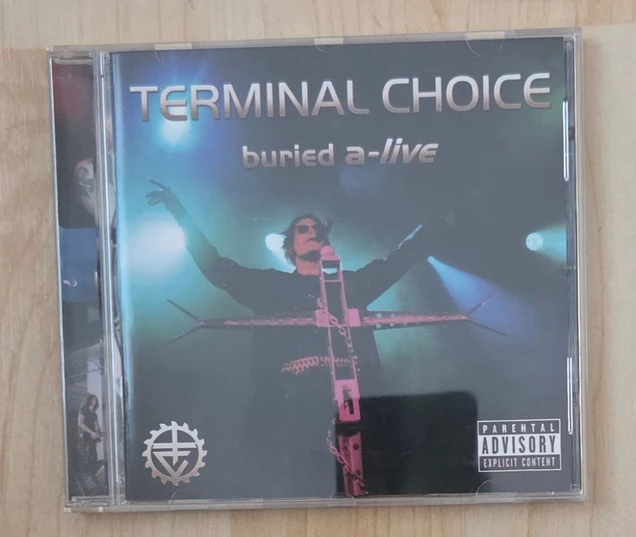 TERMINAL CHOICE
buried a-live
PARENTAL
ADVISORY
EXPLICIT CONTENT